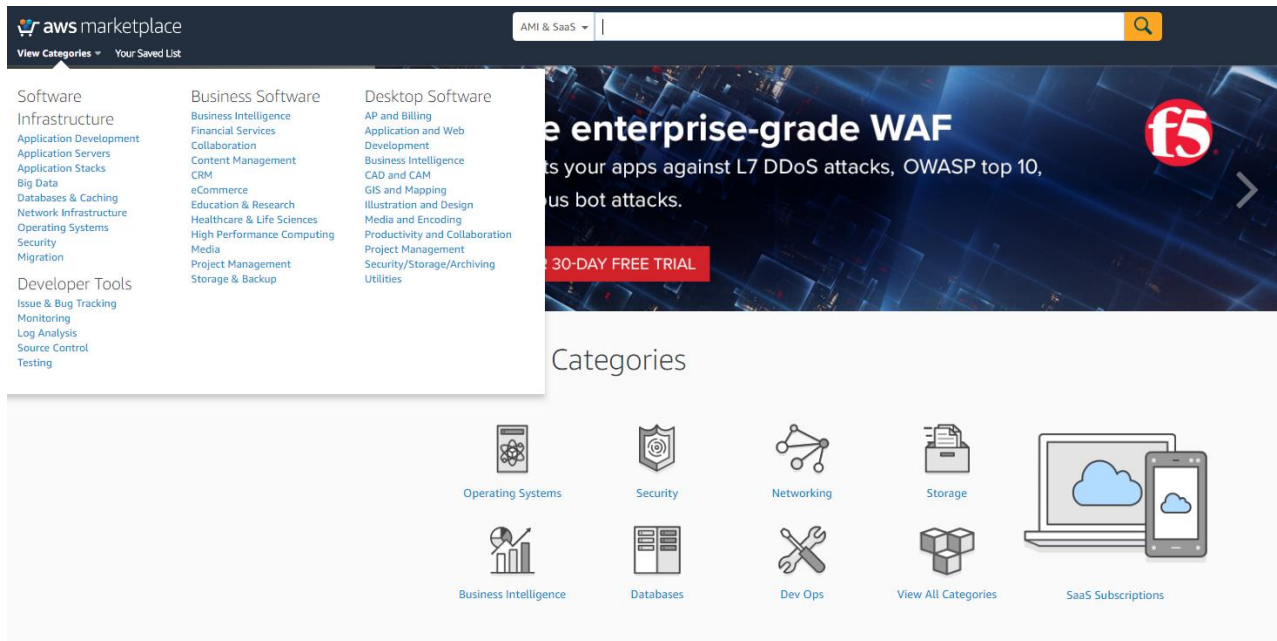 aws marketplace
AMI & SaaS
View Categories Your Saved List
Software
Infrastructure
Application Development
Application Servers
Application Stacks
Big Data
Databases & Caching
Network Infrastructure
Operating Systems
Security
Migration
Developer Tools
Issue & Bug Tracking
Monitoring
Log Analysis
Source Control
Testing
Business Software
Business Intelligence
Financial Services
Collaboration
Content Management
CRM
eCommerce
Education & Research
Healthcare & Life Sciences
High Performance Computing
Media
Project Management
Storage & Backup
Desktop Software
AP and Billing
Application and Web
Development
Business Intelligence
CAD and CAM
GIS and Mapping
Illustration and Design
Media and Encoding
Productivity and Collaboration
Project Management
Security/Storage/Archiving
Utilities
e enterprise-grade WAF
ts your apps against L7 DDoS attacks, OWASP top 10,
us bot attacks.
30-DAY FREE TRIAL
f5
Categories
Operating Systems
Security
Networking
Storage
Business Intelligence
Databases
Dev Ops
View All Categories
SaaS Subscriptions